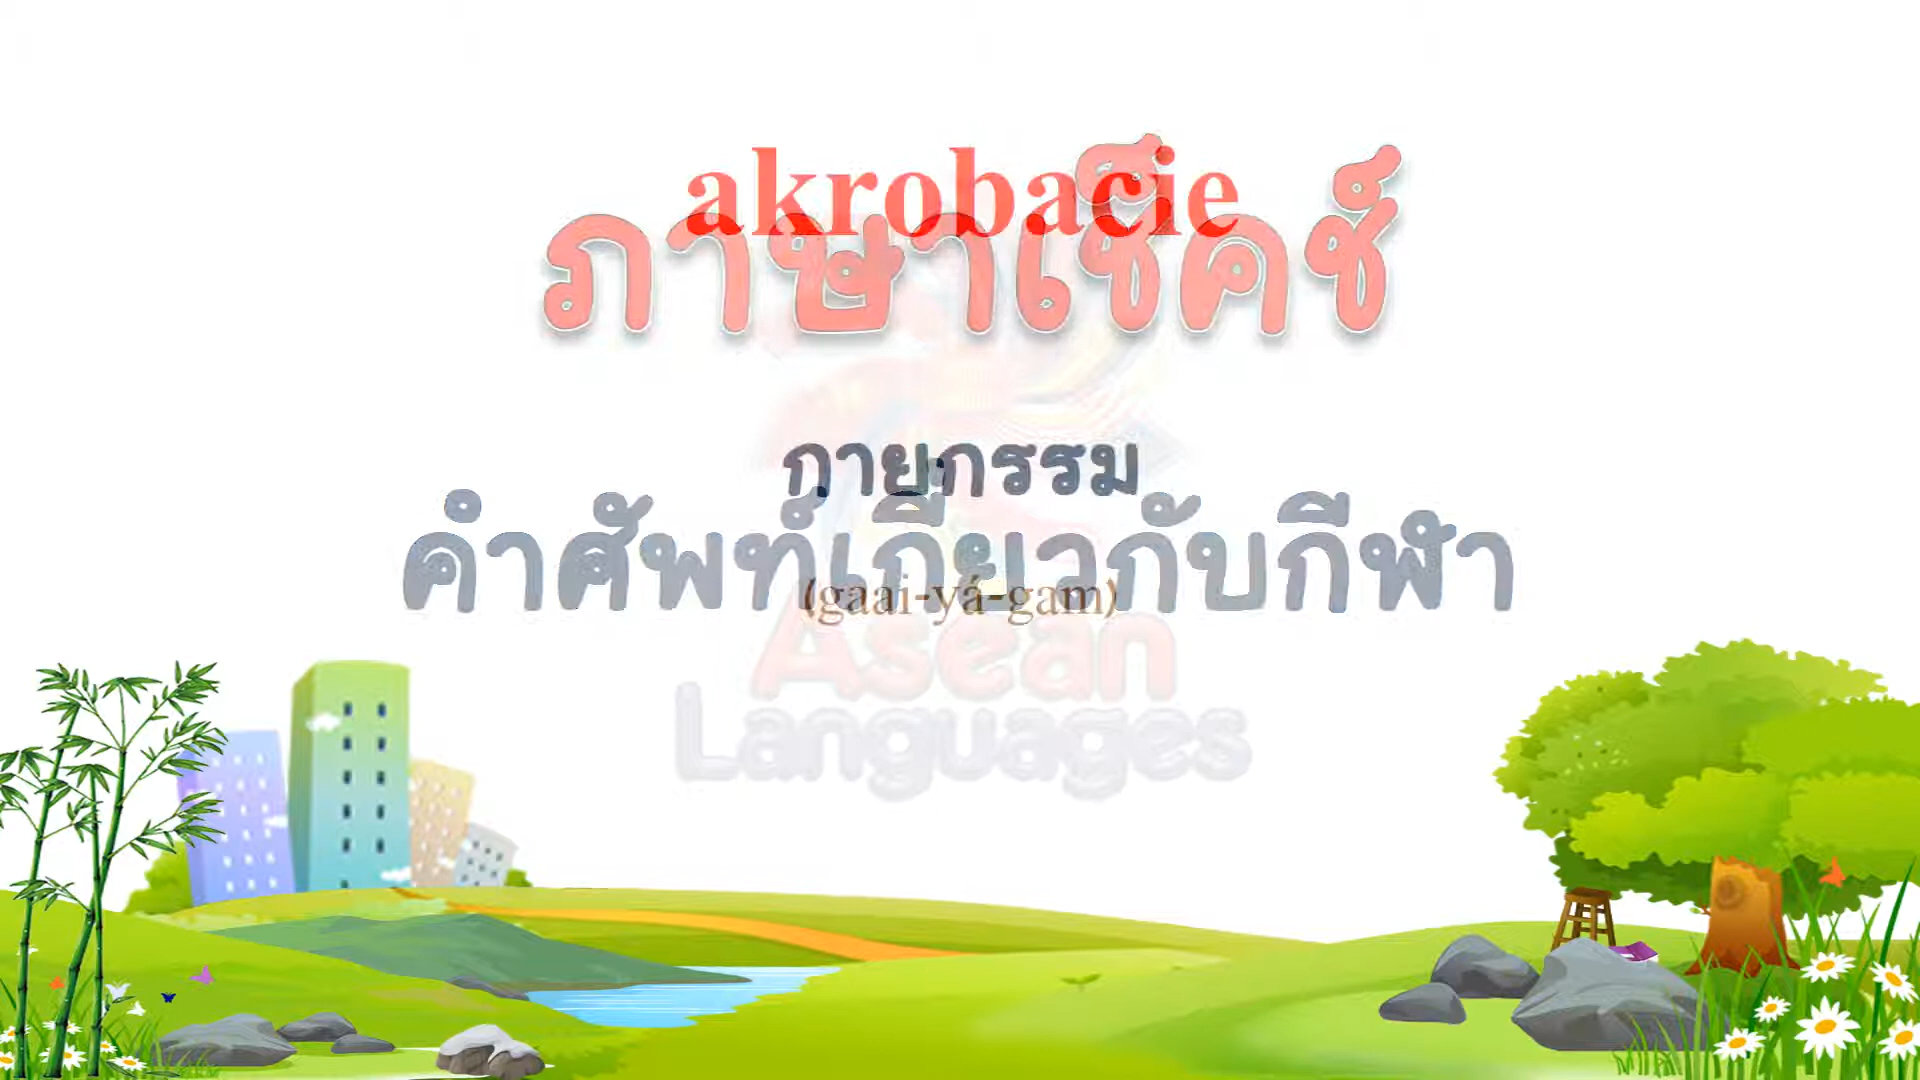 akrobacie
ภาษาเช็คช์
กายกรรม
คำศัพท์เกี่ยวกับกีฬา
(gaai-yá-gam)
Asean
Languages